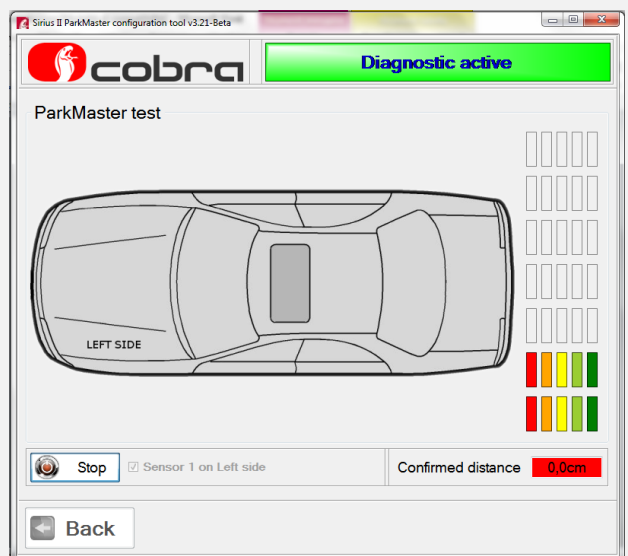 Sirius II ParkMaster configuration tool v3.21-Beta
cobra
Diagnostic active
ParkMaster test
LEFT SIDE
Stop
Sensor 1 on Left side
Confirmed distance
0,0cm
Back